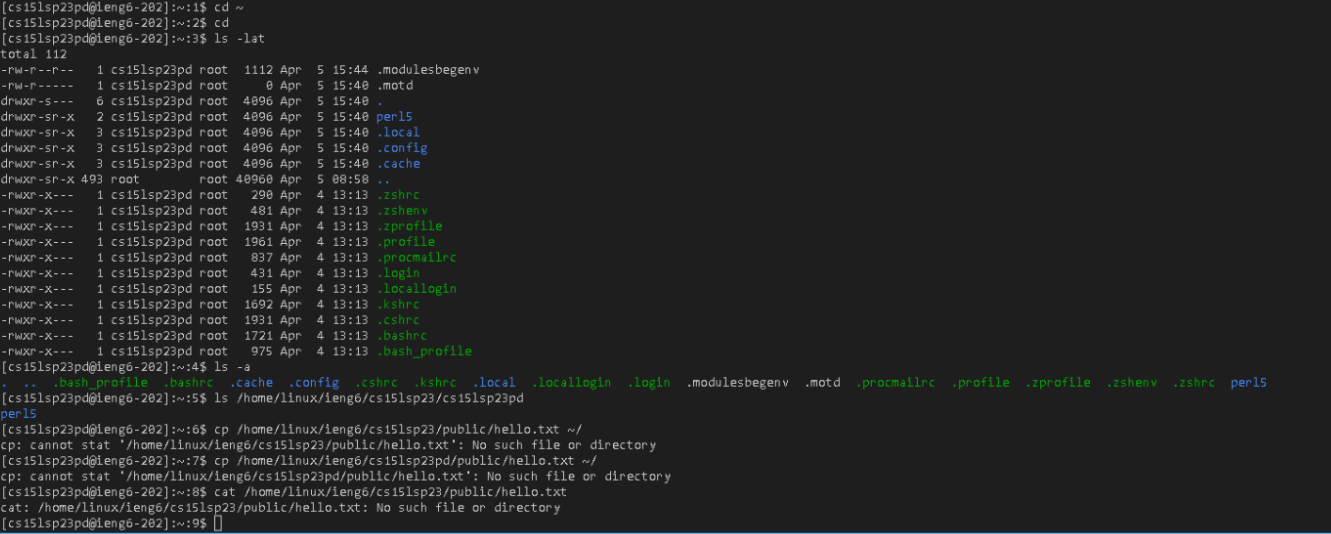 [cs15lsp23pd@ieng6-202]:~:1$ cd ~
[cs15lsp23pd@ieng6-202]:~:2$ cd
[cs15lsp23pd@ieng6-202]:~:3$ ls -lat
total 112
-rw-r--r--   1 cs15lsp23pd root  1112 Apr  5 15:44 .modulesbegenv
-rw-r-----   1 cs15lsp23pd root     0 Apr  5 15:40 .motd
drwxr-s---   6 cs15lsp23pd root  4096 Apr  5 15:40 .
drwxr-sr-x   2 cs15lsp23pd root  4096 Apr  5 15:40 perl5
drwxr-sr-x   3 cs15lsp23pd root  4096 Apr  5 15:40 .local
drwxr-sr-x   3 cs15lsp23pd root  4096 Apr  5 15:40 .config
drwxr-sr-x   3 cs15lsp23pd root  4096 Apr  5 15:40 .cache
drwxr-sr-x 493 root        root 40960 Apr  5 08:58 ..
-rwxr-x---   1 cs15lsp23pd root   290 Apr  4 13:13 .zshrc
-rwxr-x---   1 cs15lsp23pd root   481 Apr  4 13:13 .zshenv
-rwxr-x---   1 cs15lsp23pd root  1931 Apr  4 13:13 .zprofile
-rwxr-x---   1 cs15lsp23pd root  1961 Apr  4 13:13 .profile
-rwxr-x---   1 cs15lsp23pd root   837 Apr  4 13:13 .procmailrc
-rwxr-x---   1 cs15lsp23pd root   431 Apr  4 13:13 .login
-rwxr-x---   1 cs15lsp23pd root   155 Apr  4 13:13 .locallogin
-rwxr-x---   1 cs15lsp23pd root  1692 Apr  4 13:13 .kshrc
-rwxr-x---   1 cs15lsp23pd root  1931 Apr  4 13:13 .cshrc
-rwxr-x---   1 cs15lsp23pd root  1721 Apr  4 13:13 .bashrc
-rwxr-x---   1 cs15lsp23pd root   975 Apr  4 13:13 .bash_profile
[cs15lsp23pd@ieng6-202]:~:4$ ls -a
.  ..  .bash_profile  .bashrc  .cache  .config  .cshrc  .kshrc  .local  .locallogin  .login  .modulesbegenv  .motd  .procmailrc  .profile  .zprofile  .zshenv  .zshrc  perl5
[cs15lsp23pd@ieng6-202]:~:5$ ls /home/linux/ieng6/cs15lsp23/cs15lsp23pd
perl5
[cs15lsp23pd@ieng6-202]:~:6$ cp /home/linux/ieng6/cs15lsp23/public/hello.txt ~/
cp: cannot stat '/home/linux/ieng6/cs15lsp23/public/hello.txt': No such file or directory
[cs15lsp23pd@ieng6-202]:~:7$ cp /home/linux/ieng6/cs15lsp23pd/public/hello.txt ~/
cp: cannot stat '/home/linux/ieng6/cs15lsp23pd/public/hello.txt': No such file or directory
[cs15lsp23pd@ieng6-202]:~:8$ cat /home/linux/ieng6/cs15lsp23/public/hello.txt
cat: /home/linux/ieng6/cs15lsp23/public/hello.txt: No such file or directory
[cs15lsp23pd@ieng6-202]:~:9$